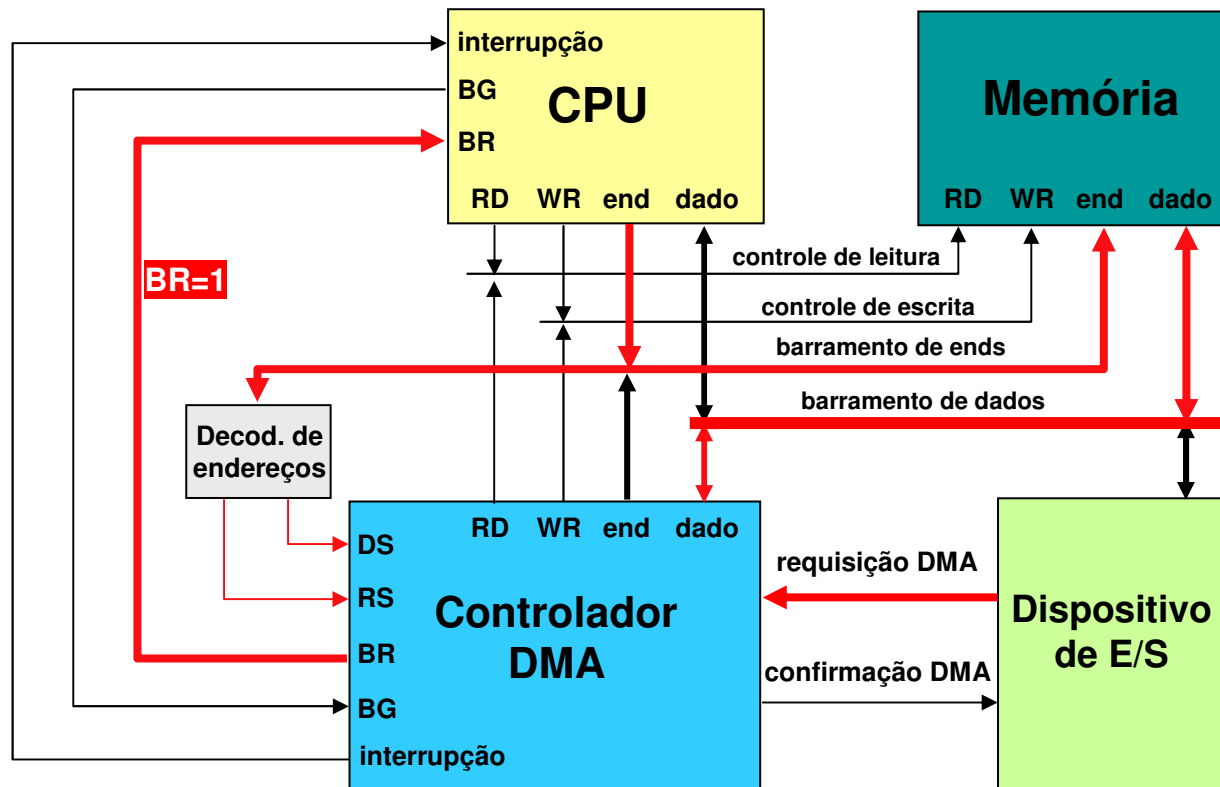 interrupção
BG
CPU
BR
RD WR end dado
Memória
RD WR end dado
BR=1
controle de leitura
controle de escrita
barramento de ends
barramento de dados
Decod. de
endereços
RD WR end dado
DS
RS
BR
BG
interrupção
Controlador
DMA
requisição DMA
confirmação DMA
Dispositivo
de E/S